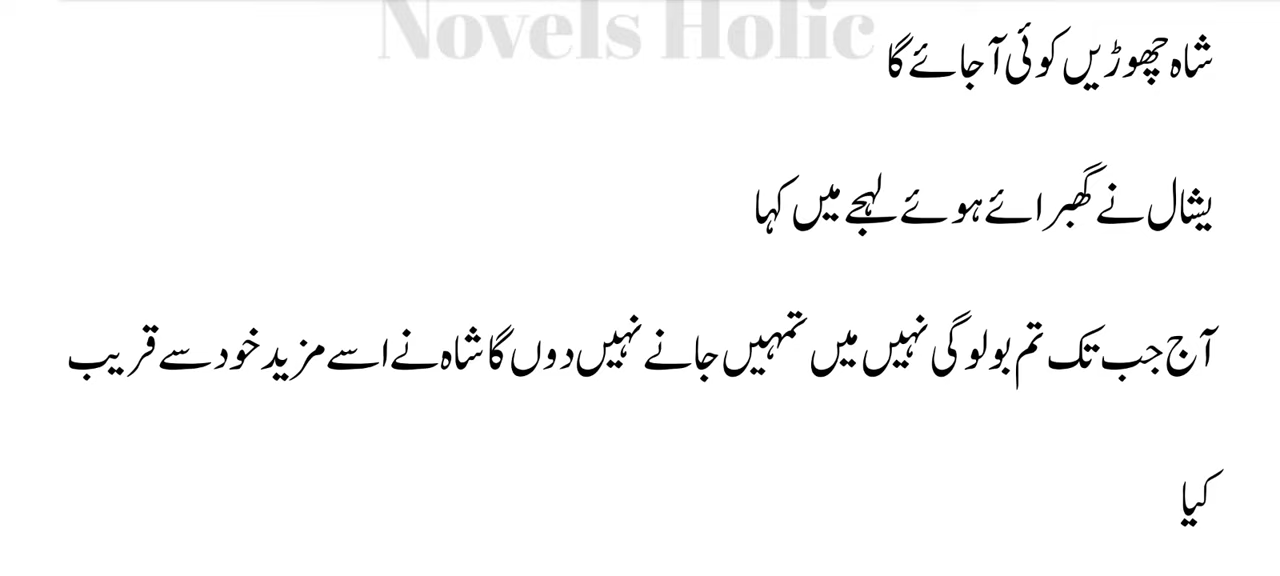 Novels Holic
شاہ چھوڑیں کوئی آ جائے گا
یشال نے گھبرائے ہوئے لہجے میں کہا
آج جب تک تم بولو گی نہیں میں تمہیں جانے نہیں دوں گا شاہ نے اسے مزید خود سے قریب
کیا